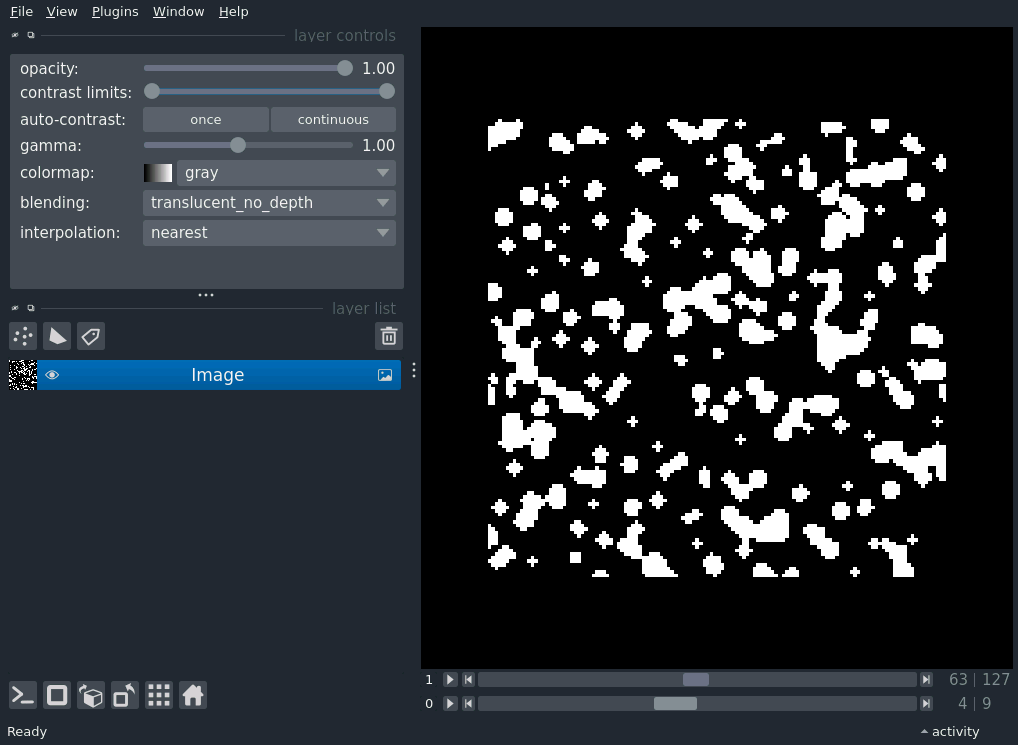 File View Plugins Window Help
layer controls
opacity: 1.00
contrast limits:
auto-contrast: once continuous
gamma: 1.00
colormap: gray
blending: translucent_no_depth
interpolation: nearest
layer list
Image
1 63 | 127
0 4 | 9
Ready activity